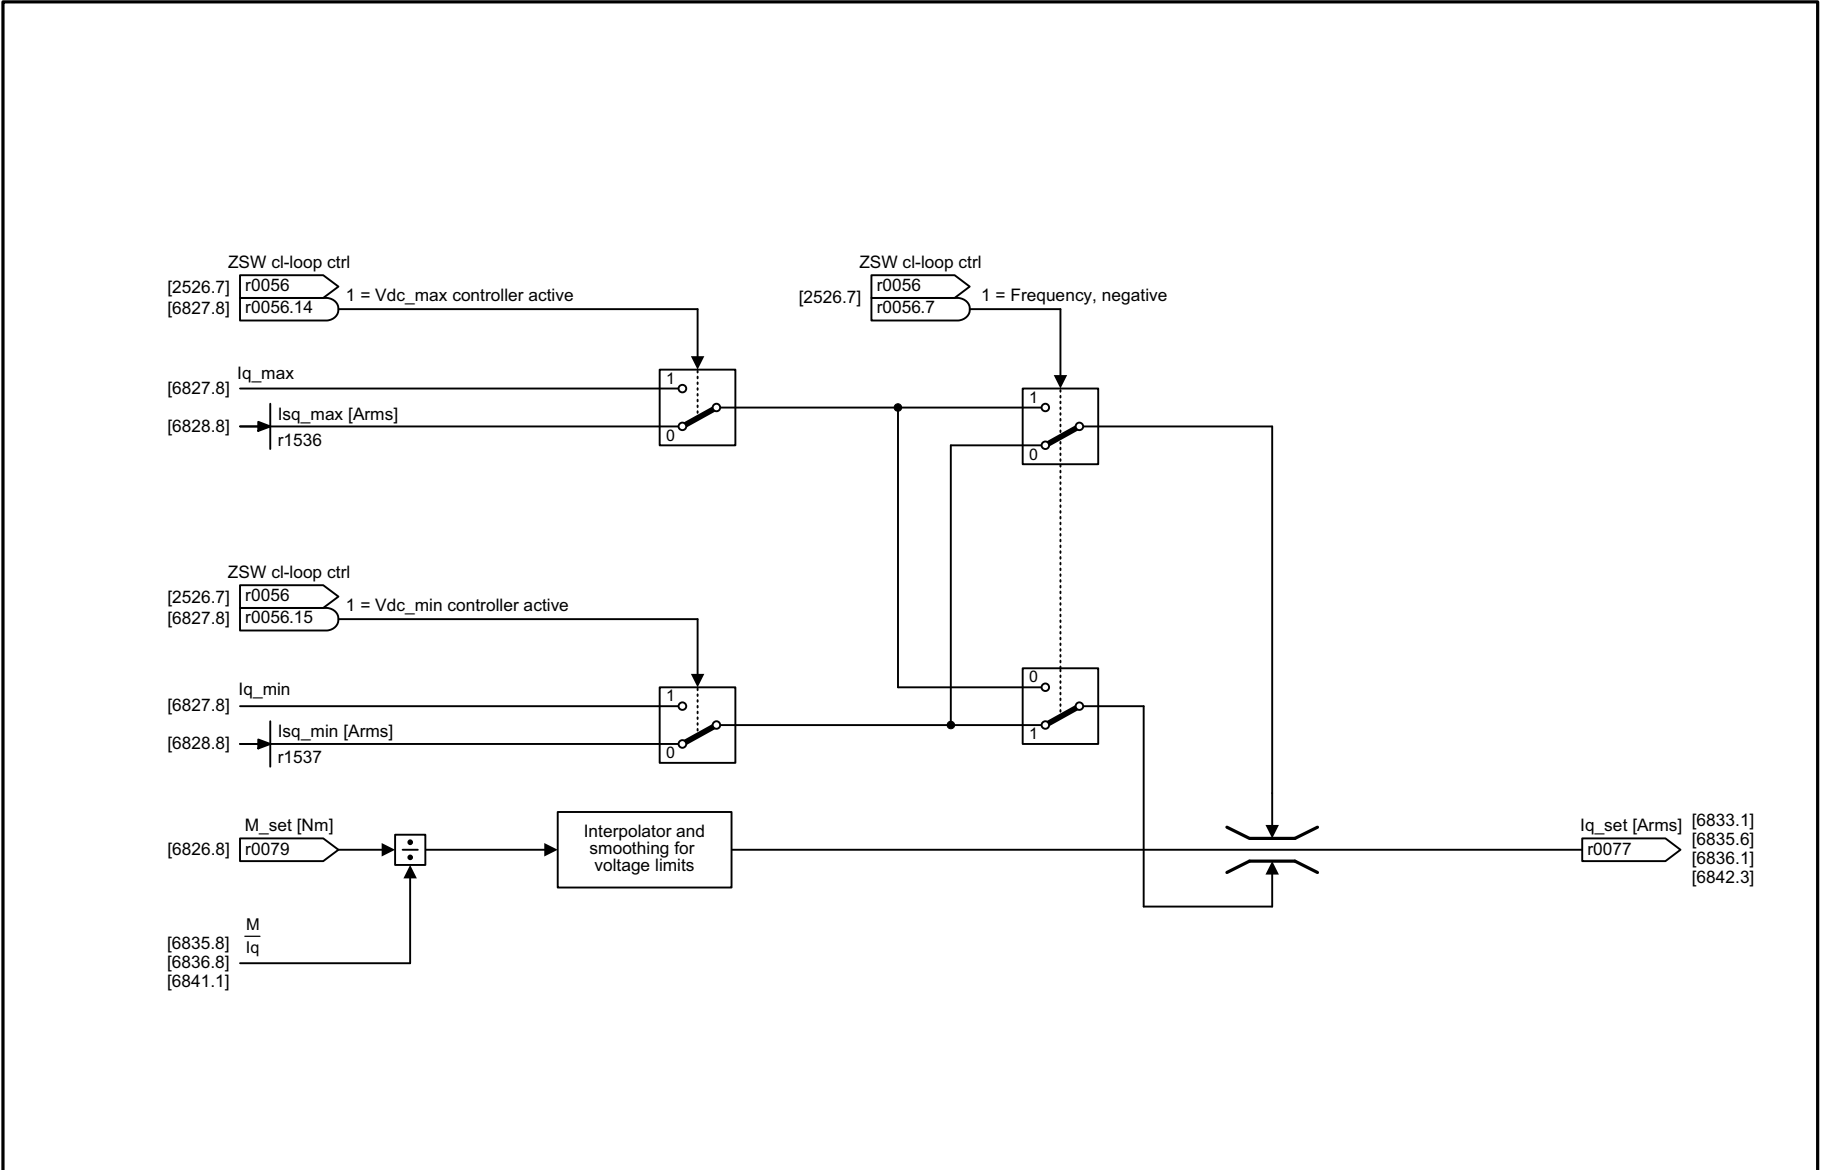 ZSW cl-loop ctrl
[2526.7] r0056
[6827.8] r0056.14
1 = Vdc_max controller active
ZSW cl-loop ctrl
r0056
[2526.7]
r0056.7
1 = Frequency, negative
Iq_max
[6827.8]
1
Isq_max [Arms]
[6828.8]
r1536
0
1
0
ZSW cl-loop ctrl
[2526.7] r0056
[6827.8] r0056.15
1 = Vdc_min controller active
Iq_min
[6827.8]
1
Isq_min [Arms]
[6828.8]
r1537
0
0
1
M_set [Nm]
[6826.8] r0079
÷
Interpolator and
smoothing for
voltage limits
Iq_set [Arms]
r0077
[6833.1]
[6835.6]
[6836.1]
[6842.3]
M
Iq
[6835.8]
[6836.8]
[6841.1]